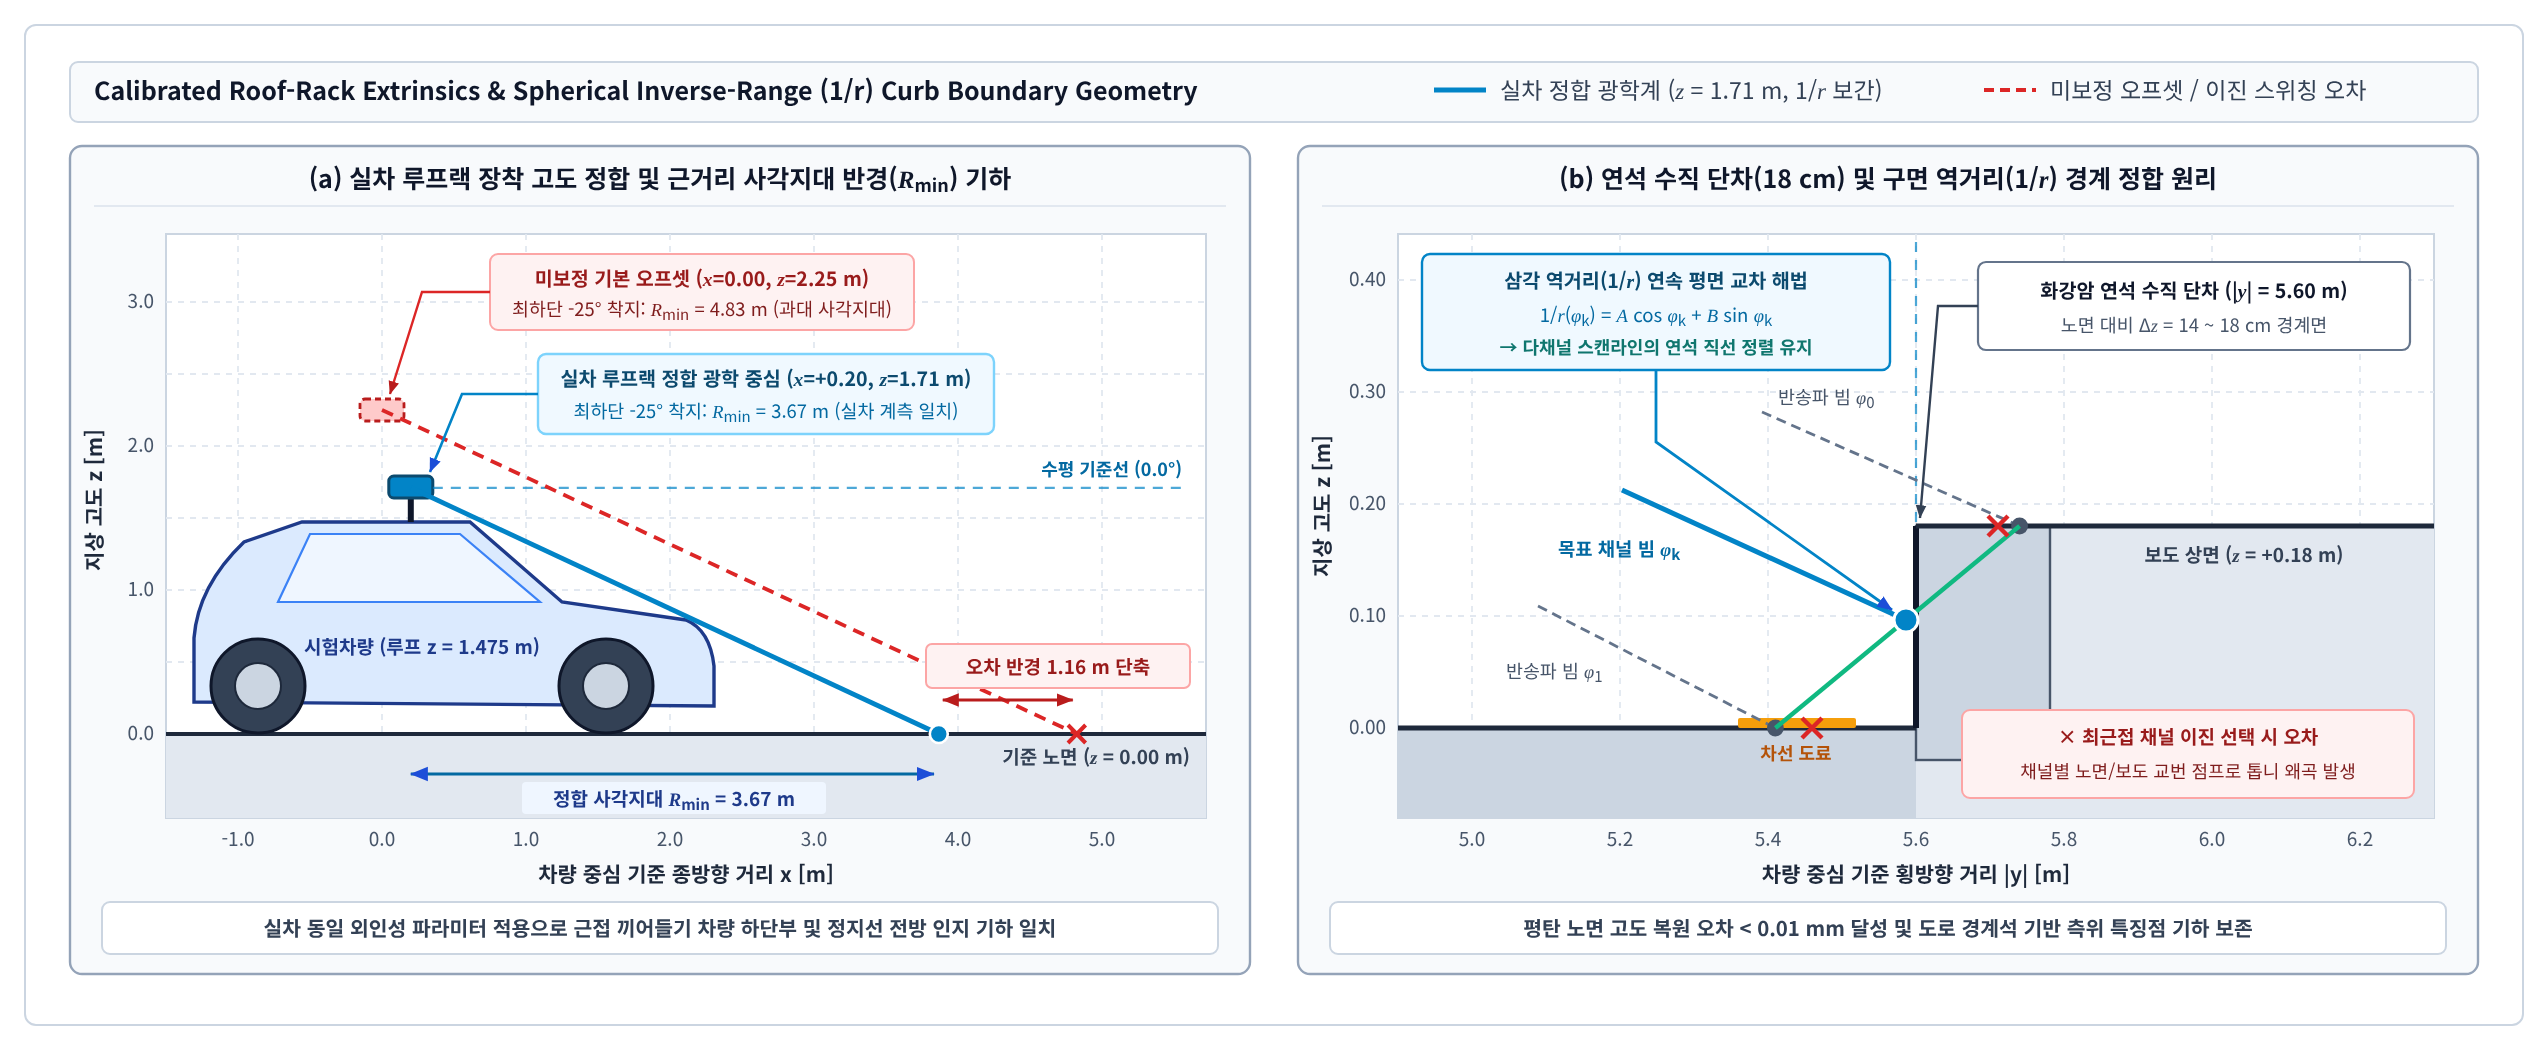 Calibrated Roof-Rack Extrinsics & Spherical Inverse-Range (1/r) Curb Boundary Geometry
실차 정합 광학계 (z = 1.71 m, 1/r 보간)
미보정 오프셋 / 이진 스위칭 오차
(a) 실차 루프랙 장착 고도 정합 및 근거리 사각지대 반경(Rmin) 기하
미보정 기본 오프셋 (x=0.00, z=2.25 m)
최하단 -25° 착지: Rmin = 4.83 m (과대 사각지대)
실차 루프랙 정합 광학 중심 (x=+0.20, z=1.71 m)
최하단 -25° 착지: Rmin = 3.67 m (실차 계측 일치)
수평 기준선 (0.0°)
시험차량 (루프 z = 1.475 m)
오차 반경 1.16 m 단축
기준 노면 (z = 0.00 m)
정합 사각지대 Rmin = 3.67 m
3.0
2.0
1.0
0.0
지상 고도 z [m]
-1.0 0.0 1.0 2.0 3.0 4.0 5.0
차량 중심 기준 종방향 거리 x [m]
실차 동일 외인성 파라미터 적용으로 근접 끼어들기 차량 하단부 및 정지선 전방 인지 기하 일치
(b) 연석 수직 단차(18 cm) 및 구면 역거리(1/r) 경계 정합 원리
삼각 역거리(1/r) 연속 평면 교차 해법
1/r(φk) = A cos φk + B sin φk
→ 다채널 스캔라인의 연석 직선 정렬 유지
화강암 연석 수직 단차 (|y| = 5.60 m)
노면 대비 Δz = 14 ~ 18 cm 경계면
반송파 빔 φ0
목표 채널 빔 φk
보도 상면 (z = +0.18 m)
반송파 빔 φ1
차선 도료
× 최근접 채널 이진 선택 시 오차
채널별 노면/보도 교번 점프로 톱니 왜곡 발생
0.40
0.30
0.20
0.10
0.00
지상 고도 z [m]
5.0 5.2 5.4 5.6 5.8 6.0 6.2
차량 중심 기준 횡방향 거리 |y| [m]
평탄 노면 고도 복원 오차 < 0.01 mm 달성 및 도로 경계석 기반 측위 특징점 기하 보존